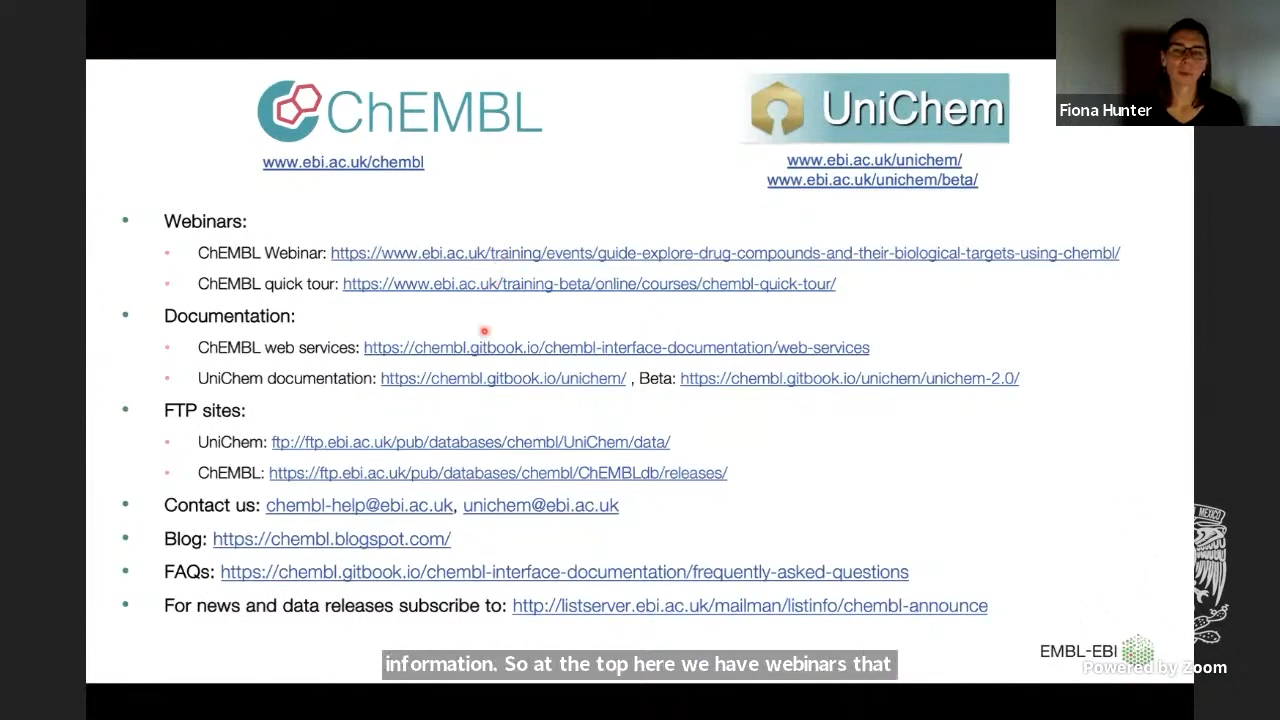 ChEMBL
UniChem
Fiona Hunter
www.ebi.ac.uk/chembl
www.ebi.ac.uk/unichem/
www.ebi.ac.uk/unichem/beta/
• Webinars:
• ChEMBL Webinar: https://www.ebi.ac.uk/training/events/guide-explore-drug-compounds-and-their-biological-targets-using-chembl/
• ChEMBL quick tour: https://www.ebi.ac.uk/training-beta/online/courses/chembl-quick-tour/
• Documentation:
• ChEMBL web services: https://chembl.gitbook.io/chembl-interface-documentation/web-services
• UniChem documentation: https://chembl.gitbook.io/unichem/ , Beta: https://chembl.gitbook.io/unichem/unichem-2.0/
• FTP sites:
• UniChem: ftp://ftp.ebi.ac.uk/pub/databases/chembl/UniChem/data/
• ChEMBL: https://ftp.ebi.ac.uk/pub/databases/chembl/ChEMBLdb/releases/
• Contact us: chembl-help@ebi.ac.uk, unichem@ebi.ac.uk
• Blog: https://chembl.blogspot.com/
• FAQs: https://chembl.gitbook.io/chembl-interface-documentation/frequently-asked-questions
• For news and data releases subscribe to: http://listserver.ebi.ac.uk/mailman/listinfo/chembl-announce
MEXICO
EMBL-EBI
information. So at the top here we have webinars that
Powered by Zoom